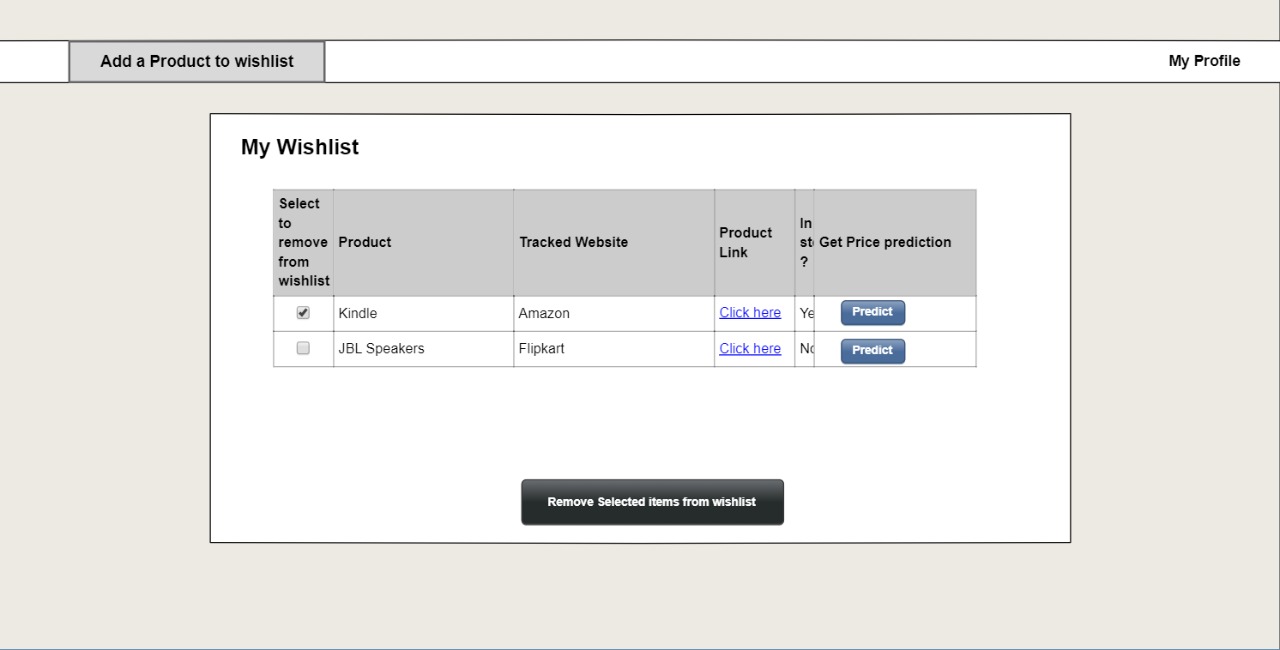 Add a Product to wishlist
My Profile
My Wishlist
Select
to
remove
from
wishlist
Product
Tracked Website
Product
Link
In
st
?
Get Price prediction
Kindle
Amazon
Click here
Ye
Predict
JBL Speakers
Flipkart
Click here
No
Predict
Remove Selected items from wishlist